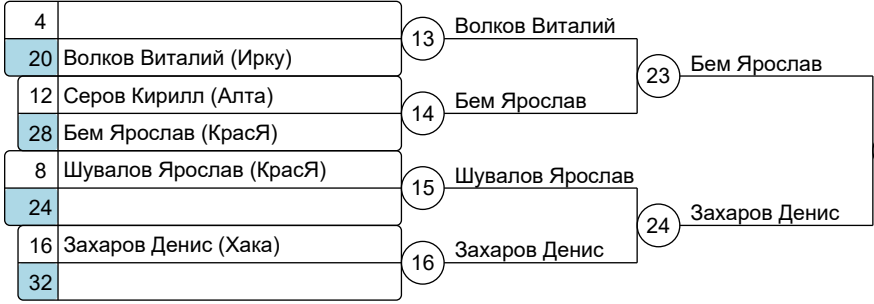 4
20 Волков Виталий (Ирку)
13 Волков Виталий
12 Серов Кирилл (Алта)
28 Бем Ярослав (КрасЯ)
14 Бем Ярослав
23 Бем Ярослав
8 Шувалов Ярослав (КрасЯ)
24
15 Шувалов Ярослав
16 Захаров Денис (Хака)
32
16 Захаров Денис
24 Захаров Денис